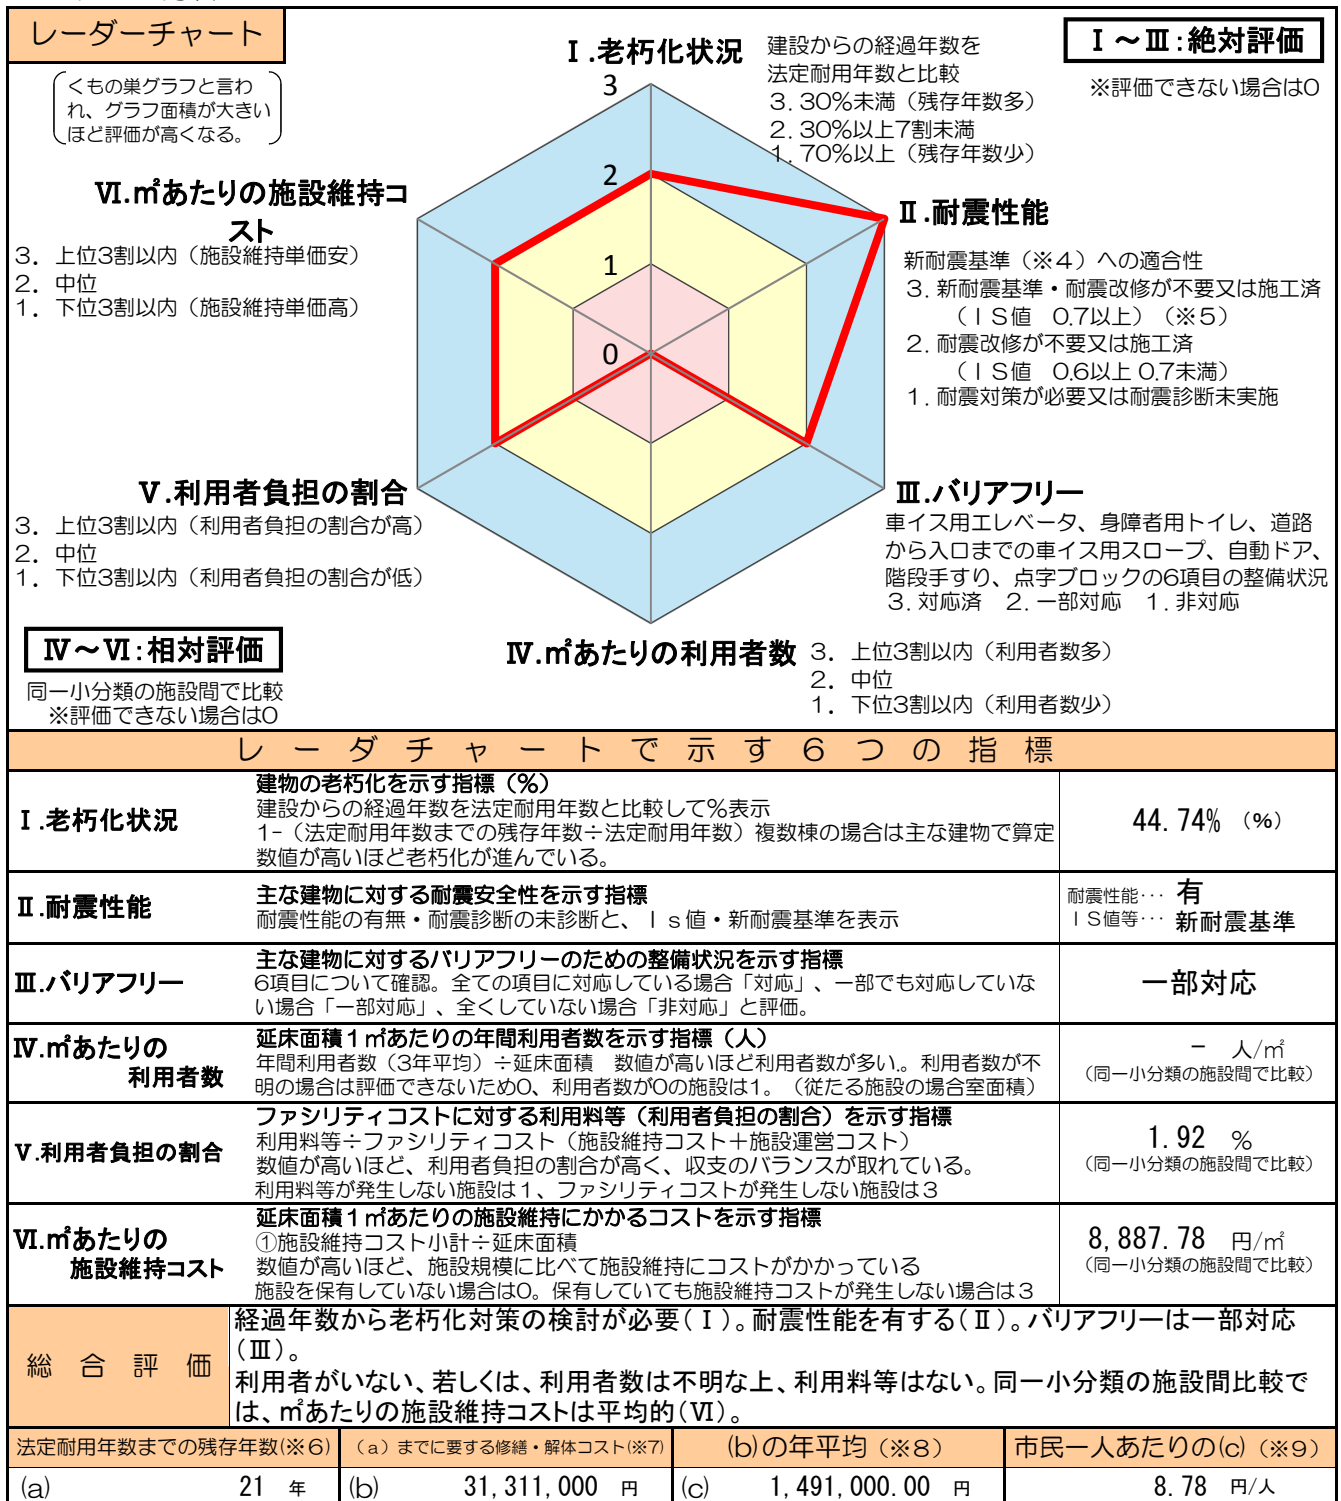 レーダーチャート
くもの巣グラフと言わ
れ、グラフ面積が大きい
ほど評価が高くなる。
Ⅰ～Ⅲ:絶対評価
※評価できない場合は0
Ⅰ.老朽化状況
建設からの経過年数を
法定耐用年数と比較
3. 30%未満（残存年数多）
2. 30%以上7割未満
1. 70%以上（残存年数少）
3
2
1
0
Ⅵ.㎡あたりの施設維持コ
スト
3. 上位3割以内（施設維持単価安）
2. 中位
1. 下位3割以内（施設維持単価高）
Ⅱ.耐震性能
新耐震基準（※4）への適合性
3. 新耐震基準・耐震改修が不要又は施工済
（ＩＳ値 0.7以上）（※5）
2. 耐震改修が不要又は施工済
（ＩＳ値 0.6以上 0.7未満）
1. 耐震対策が必要又は耐震診断未実施
Ⅴ.利用者負担の割合
3. 上位3割以内（利用者負担の割合が高）
2. 中位
1. 下位3割以内（利用者負担の割合が低）
Ⅲ.バリアフリー
車イス用エレベータ、身障者用トイレ、道路
から入口までの車イス用スロープ、自動ドア、
階段手すり、点字ブロックの6項目の整備状況
3. 対応済 2. 一部対応 1. 非対応
Ⅳ～Ⅵ:相対評価
同一小分類の施設間で比較
※評価できない場合は0
Ⅳ.㎡あたりの利用者数
3. 上位3割以内（利用者数多）
2. 中位
1. 下位3割以内（利用者数少）
レーダチャートで示す６つの指標
Ⅰ.老朽化状況
建物の老朽化を示す指標（%）
建設からの経過年数を法定耐用年数と比較して%表示
1-（法定耐用年数までの残存年数÷法定耐用年数）複数棟の場合は主な建物で算定
数値が高いほど老朽化が進んでいる。
44.74% （%）
Ⅱ.耐震性能
主な建物に対する耐震安全性を示す指標
耐震性能の有無・耐震診断の未診断と、Ｉｓ値・新耐震基準を表示
耐震性能… 有
ＩＳ値等… 新耐震基準
Ⅲ.バリアフリー
主な建物に対するバリアフリーのための整備状況を示す指標
6項目について確認。全ての項目に対応している場合「対応」、一部でも対応していな
い場合「一部対応」、全くしていない場合「非対応」と評価。
一部対応
Ⅳ.㎡あたりの
利用者数
延床面積１㎡あたりの年間利用者数を示す指標（人）
年間利用者数（3年平均）÷延床面積 数値が高いほど利用者数が多い。利用者数が不
明の場合は評価できないため0、利用者数が0の施設は1。（従たる施設の場合室面積）
- 人/㎡
（同一小分類の施設間で比較）
Ⅴ.利用者負担の割合
ファシリティコストに対する利用料等（利用者負担の割合）を示す指標
利用料等÷ファシリティコスト（施設維持コスト＋施設運営コスト）
数値が高いほど、利用者負担の割合が高く、収支のバランスが取れている。
利用料等が発生しない施設は１、ファシリティコストが発生しない施設は３
1.92 %
（同一小分類の施設間で比較）
Ⅵ.㎡あたりの
施設維持コスト
延床面積１㎡あたりの施設維持にかかるコストを示す指標
①施設維持コスト小計÷延床面積
数値が高いほど、施設規模に比べて施設維持にコストがかかっている
施設を保有していない場合は0。保有していても施設維持コストが発生しない場合は３
8,887.78 円/㎡
（同一小分類の施設間で比較）
総合評価
経過年数から老朽化対策の検討が必要(Ⅰ)。耐震性能を有する(Ⅱ)。バリアフリーは一部対応
(Ⅲ)。
利用者がいない、若しくは、利用者数は不明な上、利用料等はない。同一小分類の施設間比較で
は、㎡あたりの施設維持コストは平均的(Ⅵ)。
法定耐用年数までの残存年数(※6)
（a）までに要する修繕・解体コスト(※7)
(b)の年平均（※8）
市民一人あたりの(c)（※9）
(a) 21 年
(b) 31,311,000 円
(c) 1,491,000.00 円
8.78 円/人